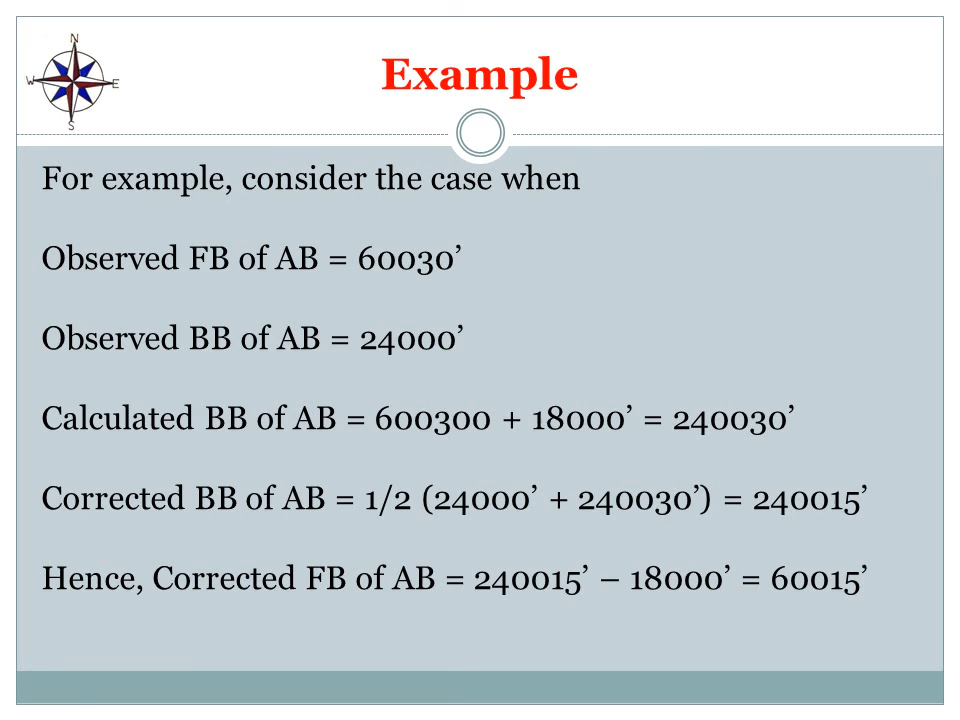 N
W
E
S
Example
For example, consider the case when
Observed FB of AB = 60030’
Observed BB of AB = 24000’
Calculated BB of AB = 600300 + 18000’ = 240030’
Corrected BB of AB = 1/2 (24000’ + 240030’) = 240015’
Hence, Corrected FB of AB = 240015’ – 18000’ = 60015’